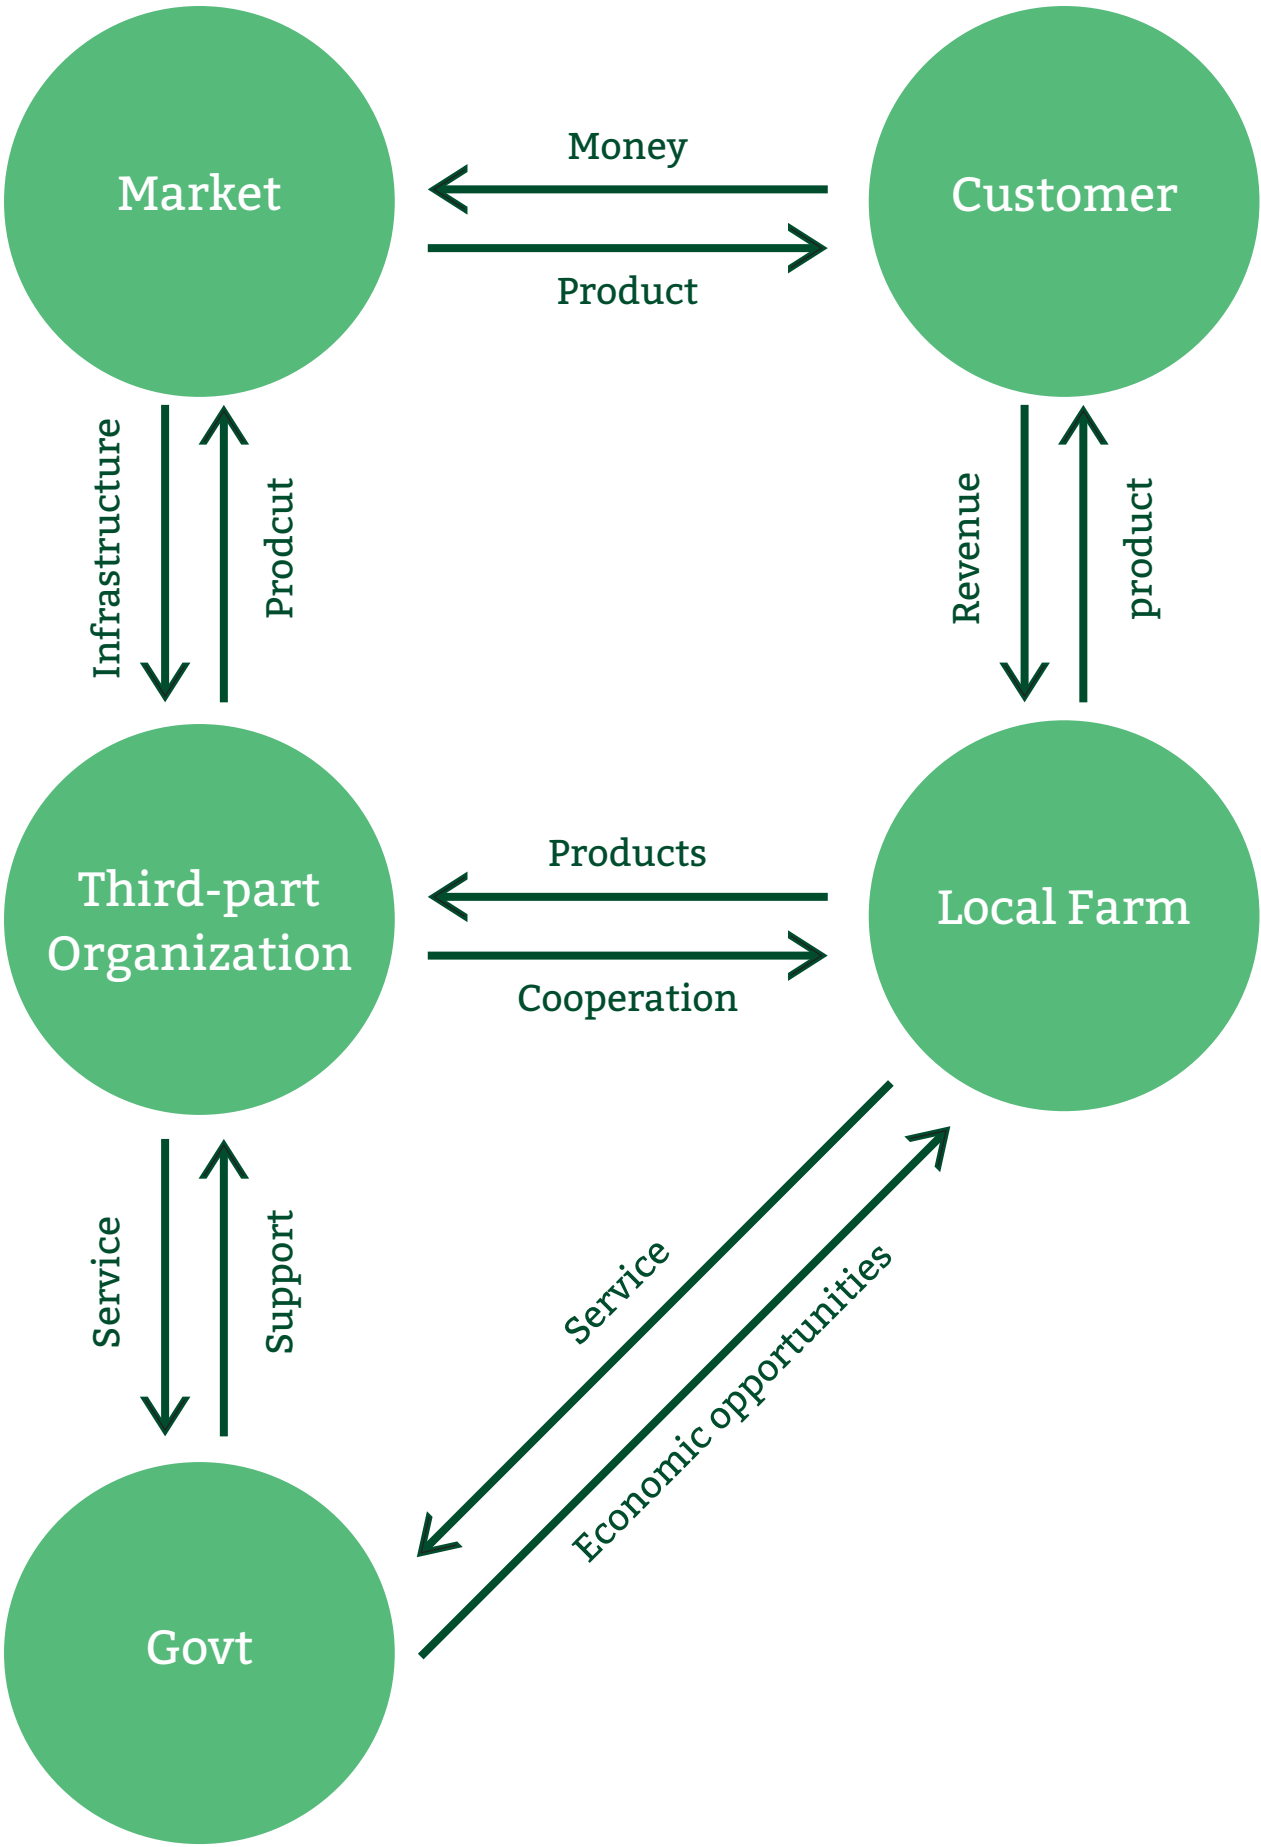 Market
Money
Customer
Product
Infrastructure
Prodcut
Revenue
product
Third-part
Organization
Products
Local Farm
Cooperation
Service
Support
Service
Economic opportunities
Govt